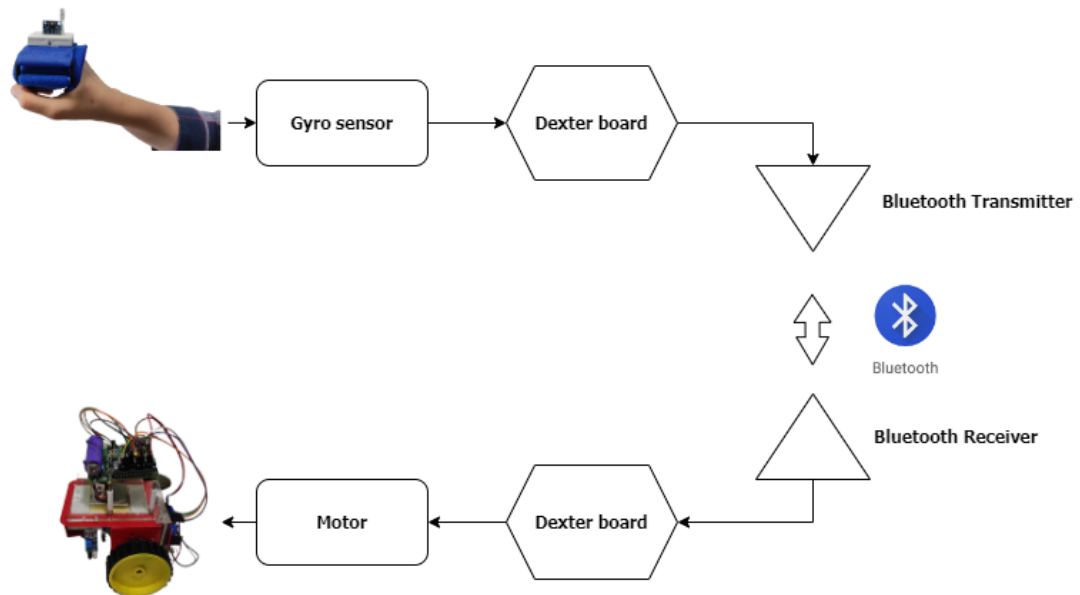 Gyro sensor
Dexter board
Bluetooth Transmitter
Bluetooth
Bluetooth Receiver
Dexter board
Motor